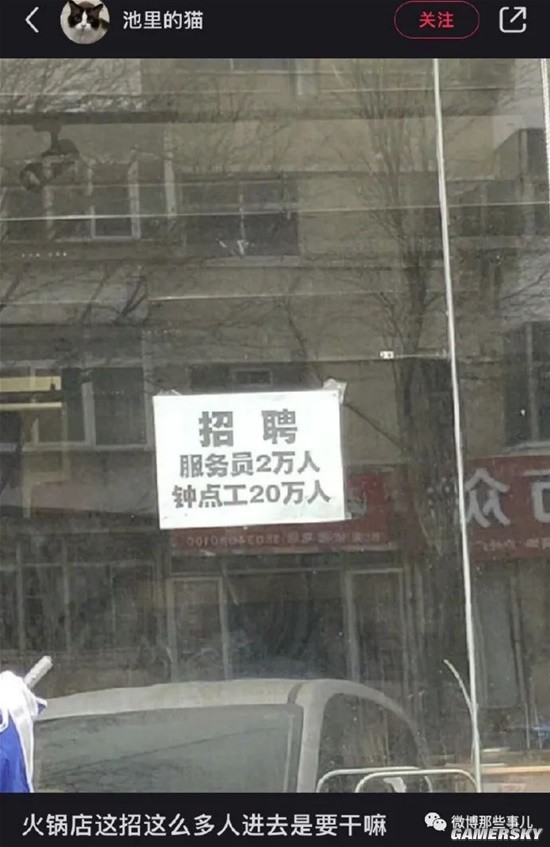 池里的猫
关注
招聘
服务员2万人
钟点工20万人
众
火锅店这招这么多人进去是要干嘛
微博那些事儿
GAMERSKY